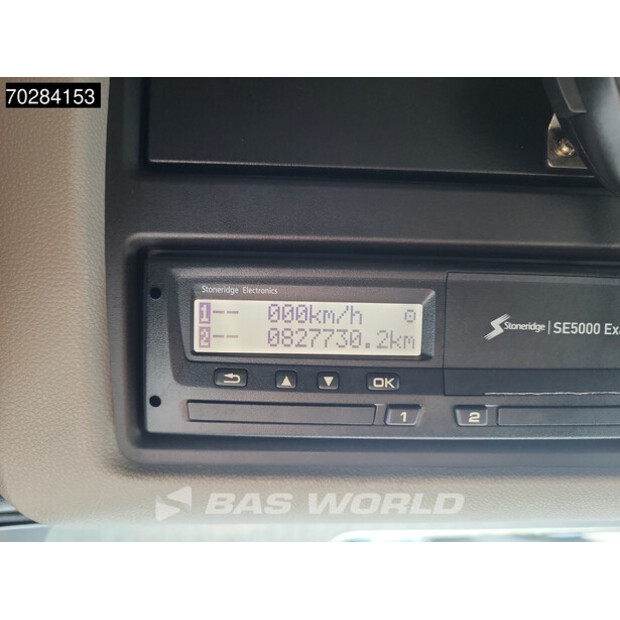 70284153
Stoneridge Electronics
1-- 000km/h
2-- 0827730.2km
Stoneridge | SE5000 Ex
OK
1 2
BAS WORLD